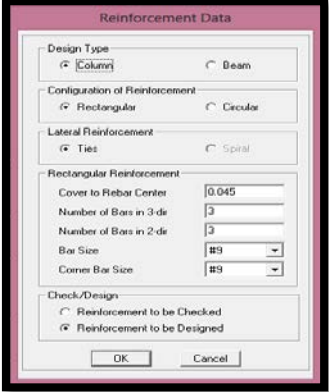 Reinforcement Data
Design Type
Column Beam
Configuration of Reinforcement
Rectangular Circular
Lateral Reinforcement
Ties Spiral
Rectangular Reinforcement
Cover to Rebar Center 0.045
Number of Bars in 3-dir 3
Number of Bars in 2-dir 3
Bar Size #9
Corner Bar Size #9
Check/Design
Reinforcement to be Checked
Reinforcement to be Designed
OK Cancel